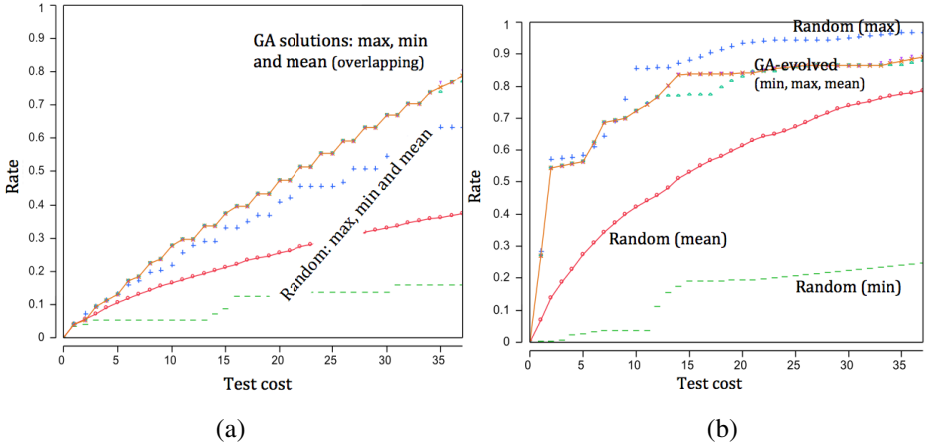 1
0.9
0.8
0.7
0.6
0.5
0.4
0.3
0.2
0.1
0
Rate
GA solutions: max, min
and mean (overlapping)
Random: max, min and mean
0
5
10
15
20
25
30
35
Test cost
(a)
1
0.9
0.8
0.7
0.6
0.5
0.4
0.3
0.2
0.1
0
Rate
Random (max)
GA-evolved
(min, max, mean)
Random (mean)
Random (min)
0
5
10
15
20
25
30
35
Test cost
(b)